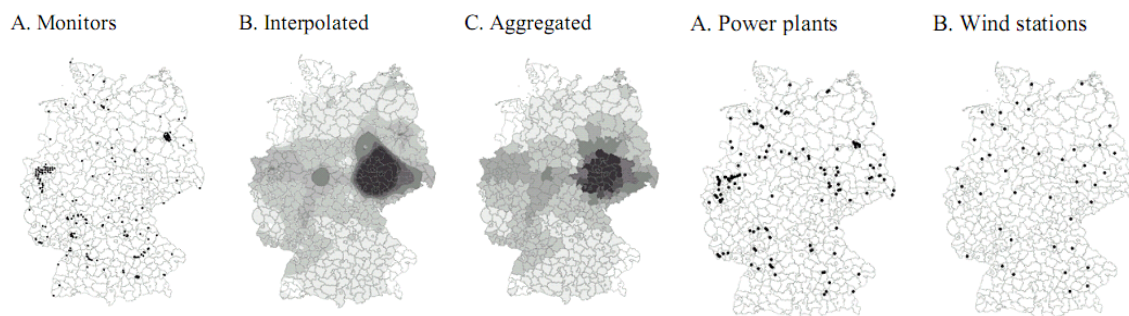 A. Monitors B. Interpolated C. Aggregated A. Power plants B. Wind stations